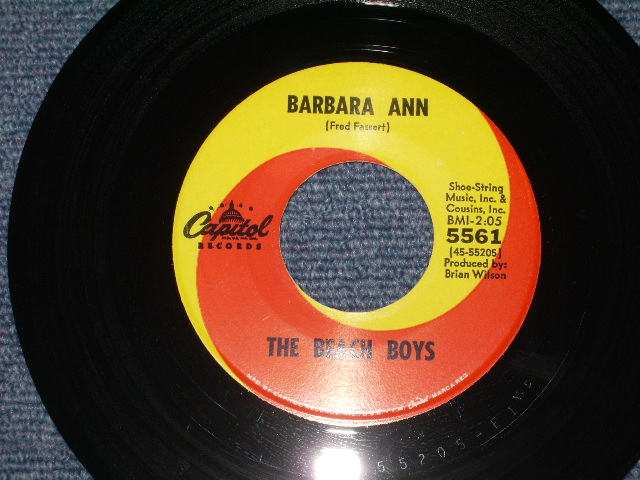 BARBARA ANN
(Fred Fassert)
Capitol
RECORDS
Shoe-String
Music, Inc. &
Cousins, Inc.
BMI-2:05
5561
(45-55205)
Produced by:
Brian Wilson
THE BEACH BOYS